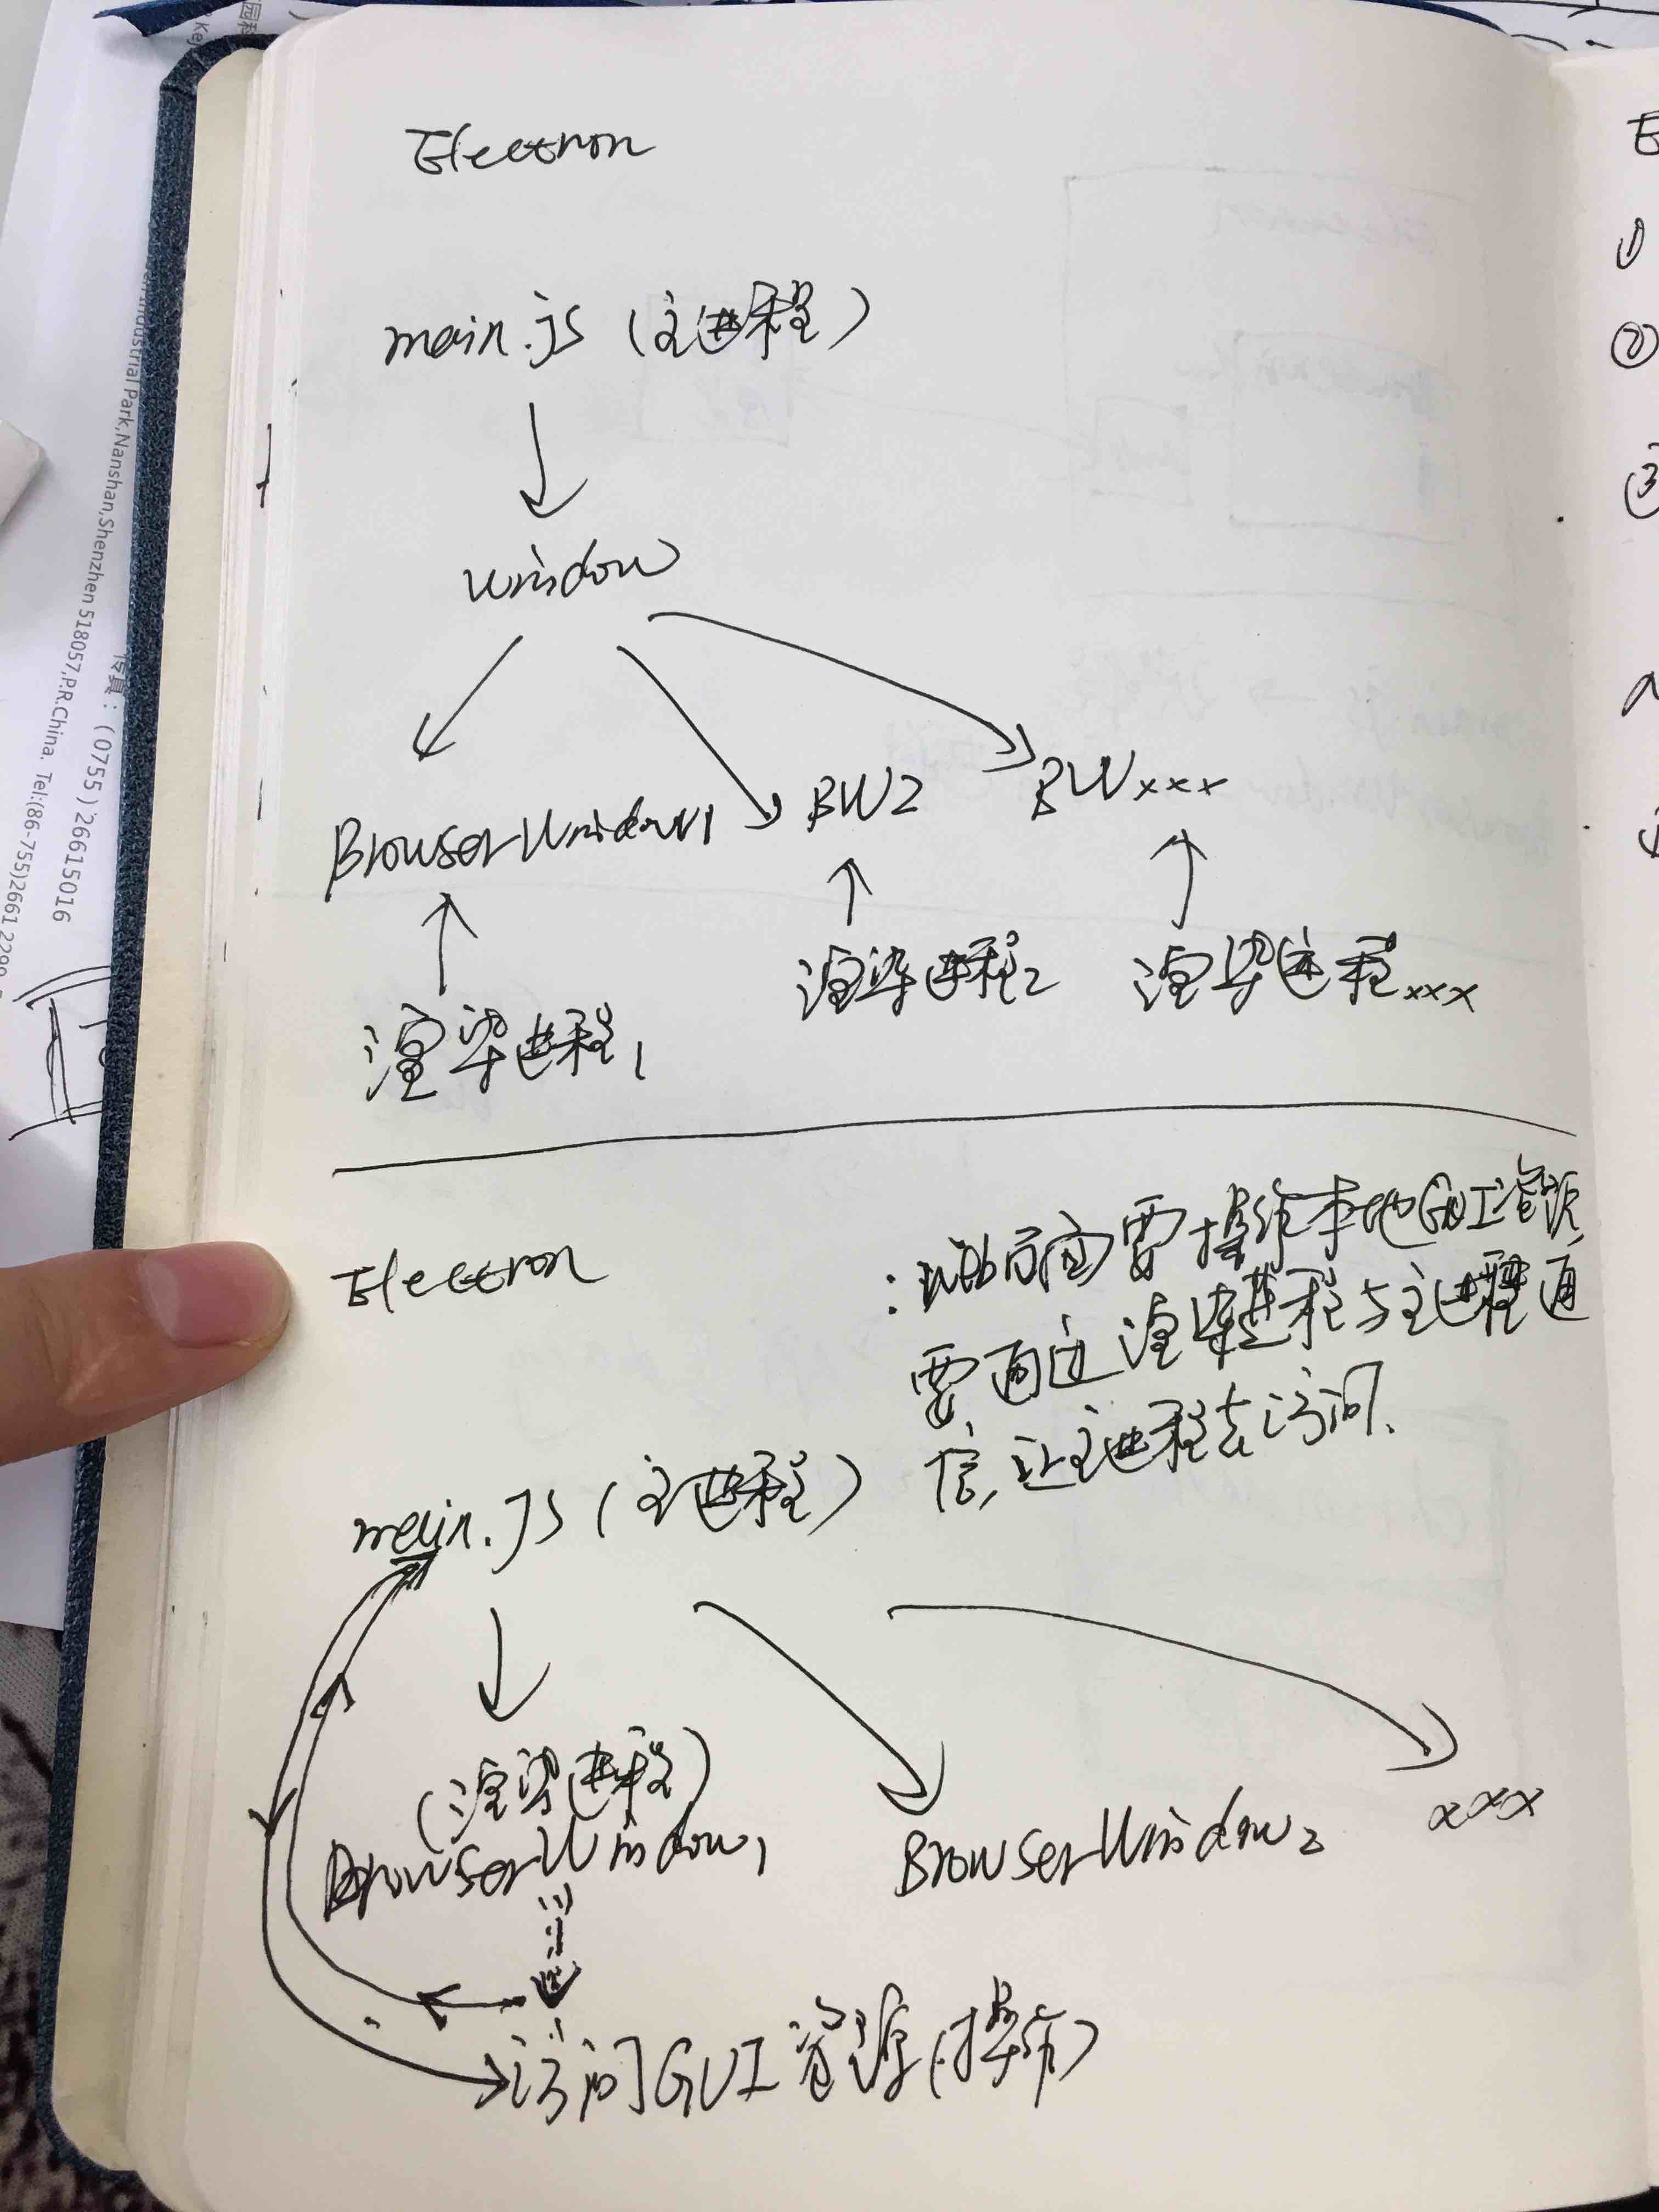 Electron
main.js (主进程)
window
BrowserWindow1
BW2
BWxxx
渲染进程1
渲染进程2
渲染进程xxx
Electron
: web页面要操作本地GUI资源,
要通过渲染进程与主进程通
信,让主进程去访问.
main.js (主进程)
(渲染进程)
BrowserWindow1
BrowserWindow2
xxx
访问GUI资源(操作)
Industrial Park,Nanshan,Shenzhen 518057,P.R.China. Tel:(86-755)2661
传真:(0755)26615016
①
②
③